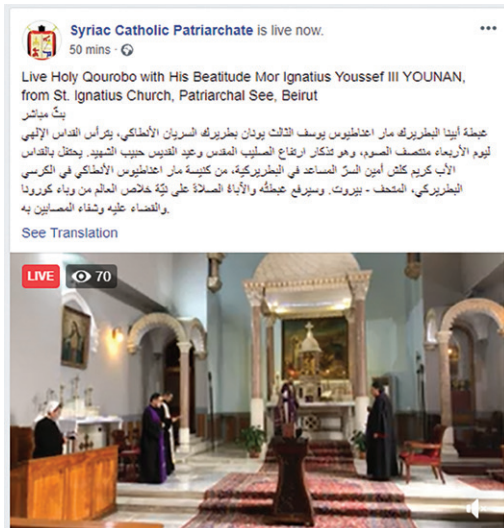 Syriac Catholic Patriarchate is live now.
50 mins ·
Live Holy Qourobo with His Beatitude Mor Ignatius Youssef III YOUNAN,
from St. Ignatius Church, Patriarchal See, Beirut
بثّ مباشر
غبطة أبينا البطريرك مار اغناطيوس يوسف الثالث يونان بطريرك السريان الأنطاكي، يترأس القداس الإلهي
ليوم الأربعاء منتصف الصوم، وهو تذكار ارتفاع الصليب المقدس وعيد القديس حبيب الشهيد. يحتفل بالقداس
الأب كريم كلش أمين السرّ المساعد في البطريركية، من كنيسة مار اغناطيوس الأنطاكي في الكرسي
البطريركي، المتحف - بيروت. وسيرفع غبطتُه والآباءُ الصلاةَ على نيّة خلاص العالم من وباء كورونا
والقضاء عليه وشفاء المصابين به.
See Translation
LIVE 70